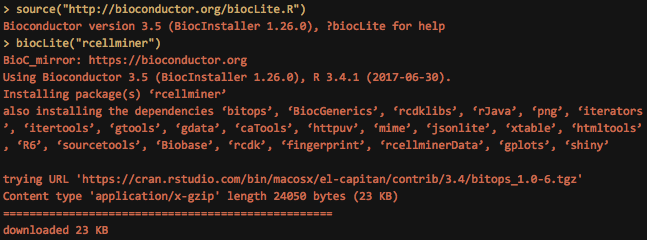 > source("http://bioconductor.org/biocLite.R")
Bioconductor version 3.5 (BiocInstaller 1.26.0), ?biocLite for help
> biocLite("rcellminer")
BioC_mirror: https://bioconductor.org
Using Bioconductor 3.5 (BiocInstaller 1.26.0), R 3.4.1 (2017-06-30).
Installing package(s) ‘rcellminer’
also installing the dependencies ‘bitops’, ‘BiocGenerics’, ‘rcdklibs’, ‘rJava’, ‘png’, ‘iterators
’, ‘itertools’, ‘gtools’, ‘gdata’, ‘caTools’, ‘httpuv’, ‘mime’, ‘jsonlite’, ‘xtable’, ‘htmltools’
, ‘R6’, ‘sourcetools’, ‘Biobase’, ‘rcdk’, ‘fingerprint’, ‘rcellminerData’, ‘gplots’, ‘shiny’
trying URL 'https://cran.rstudio.com/bin/macosx/el-capitan/contrib/3.4/bitops_1.0-6.tgz'
Content type 'application/x-gzip' length 24050 bytes (23 KB)
==================================================
downloaded 23 KB